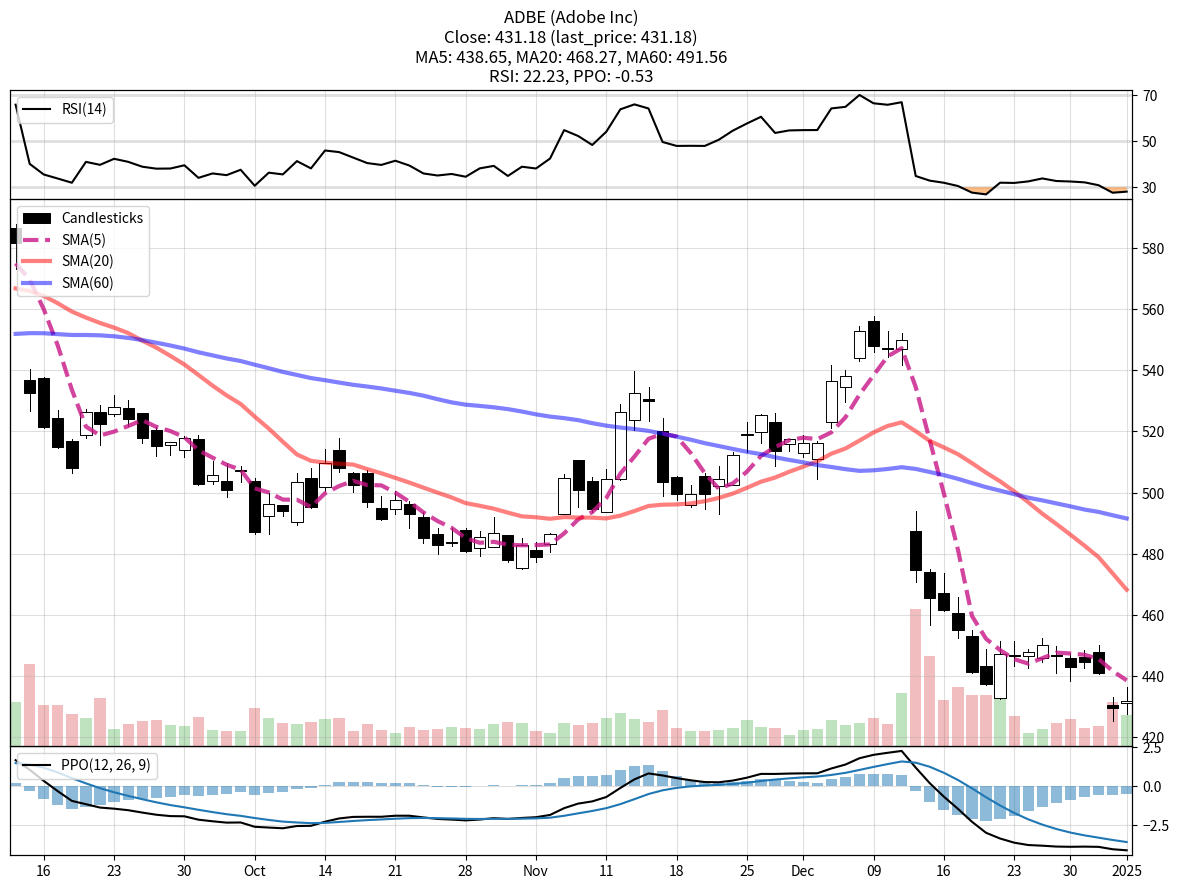 ADBE (Adobe Inc)
Close: 431.18 (last_price: 431.18)
MA5: 438.65, MA20: 468.27, MA60: 491.56
RSI: 22.23, PPO: -0.53
RSI(14)
70
50
30
Candlesticks
SMA(5)
SMA(20)
SMA(60)
580
560
540
520
500
480
460
440
420
PPO(12, 26, 9)
2.5
0.0
−2.5
16 23 30 Oct 14 21 28 Nov 11 18 25 Dec 09 16 23 30 2025